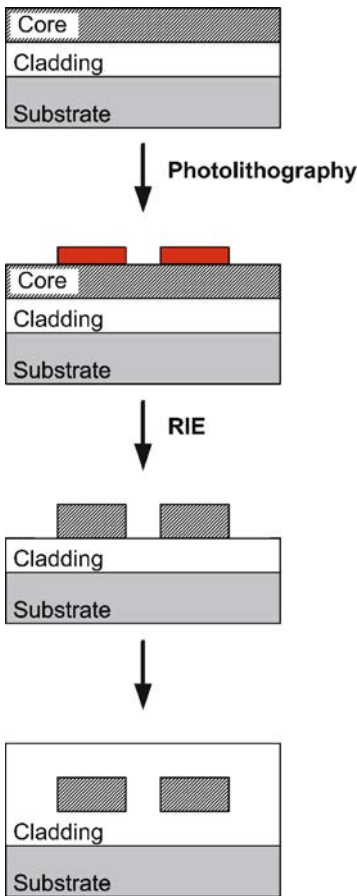 Core
Cladding
Substrate
Photolithography
Core
Cladding
Substrate
RIE
Cladding
Substrate
Cladding
Substrate